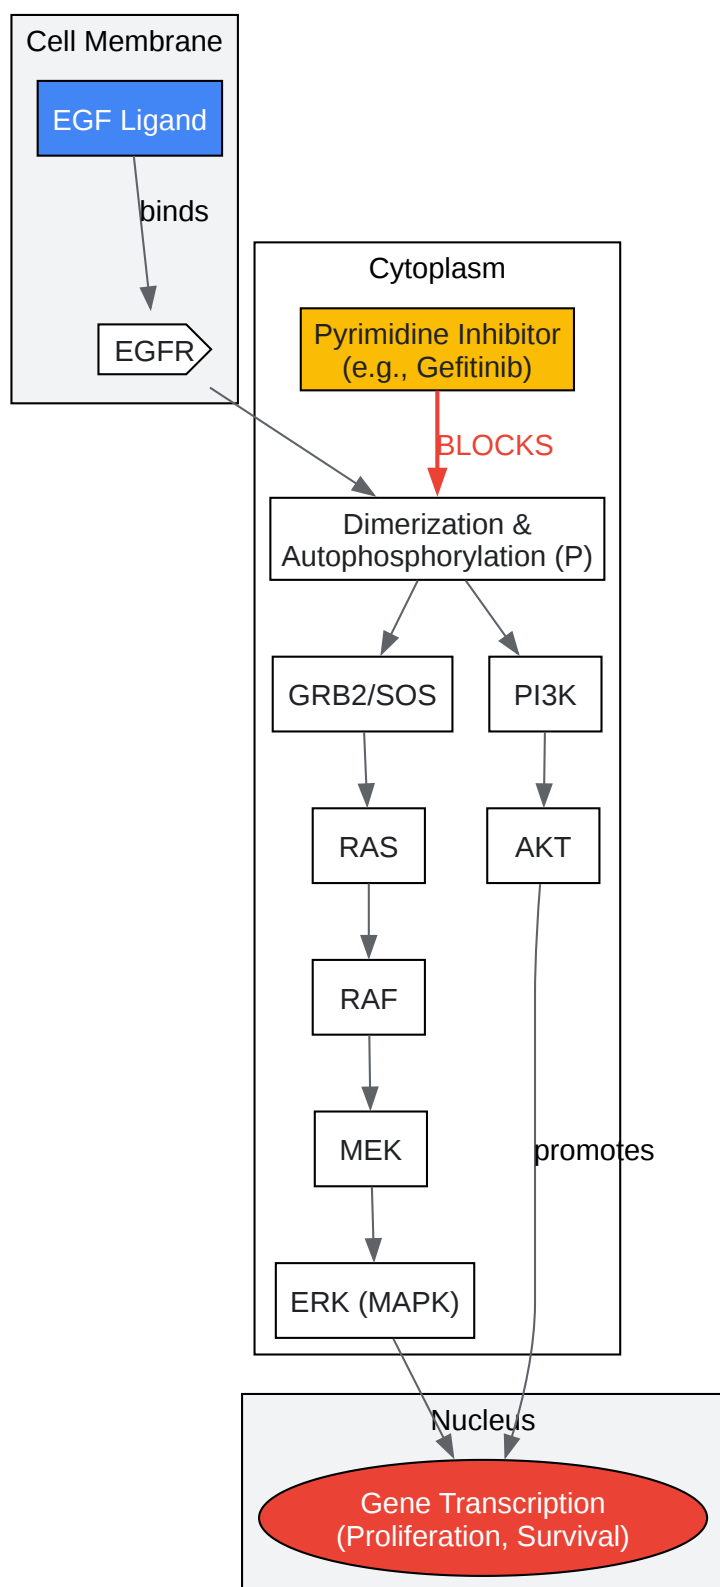 Cell Membrane
EGF Ligand
binds
EGFR
Cytoplasm
Pyrimidine Inhibitor
(e.g., Gefitinib)
BLOCKS
Dimerization &
Autophosphorylation (P)
GRB2/SOS
PI3K
RAS
AKT
RAF
MEK
promotes
ERK (MAPK)
Nucleus
Gene Transcription
(Proliferation, Survival)